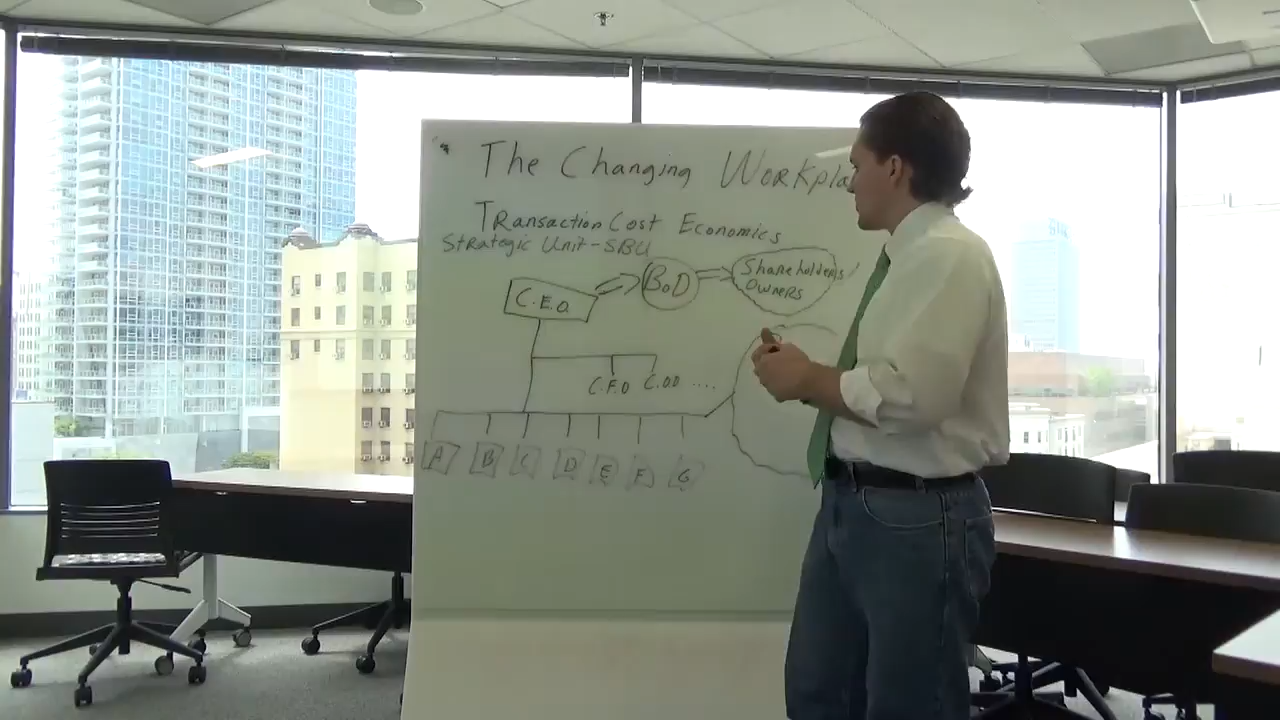 The Changing Workpla
Transaction Cost Economics
Strategic Unit-SBU
C.E.O.
BoD
Shareholders/
Owners
C.F.O C.O.O ....
A B C D E F G